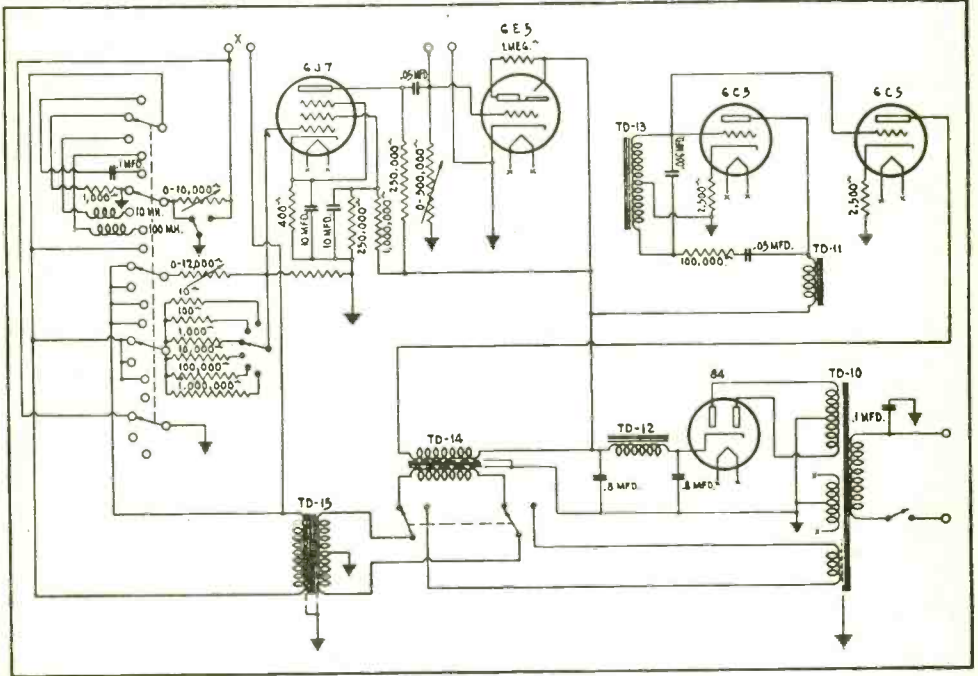 X
6J7
6E5
1 MEG.~
.05 MFD.
6C5
6C5
TD-13
.006 MFD.
.1 MFD.
1,000~
0-10,000~
10 MH.
100 MH.
400~
10 MFD.
10 MFD.
250,000~
1,000,000~
250,000~
0-500,000~
2,500~
2,500~
100,000~
.05 MFD.
TD-11
0-12,000~
10~
100~
1,000~
10,000~
100,000~
1,000,000~
84
TD-10
.1 MFD.
TD-14
TD-12
.8 MFD.
.8 MFD.
TD-15
x x
x x
x x
x x
x
x
x